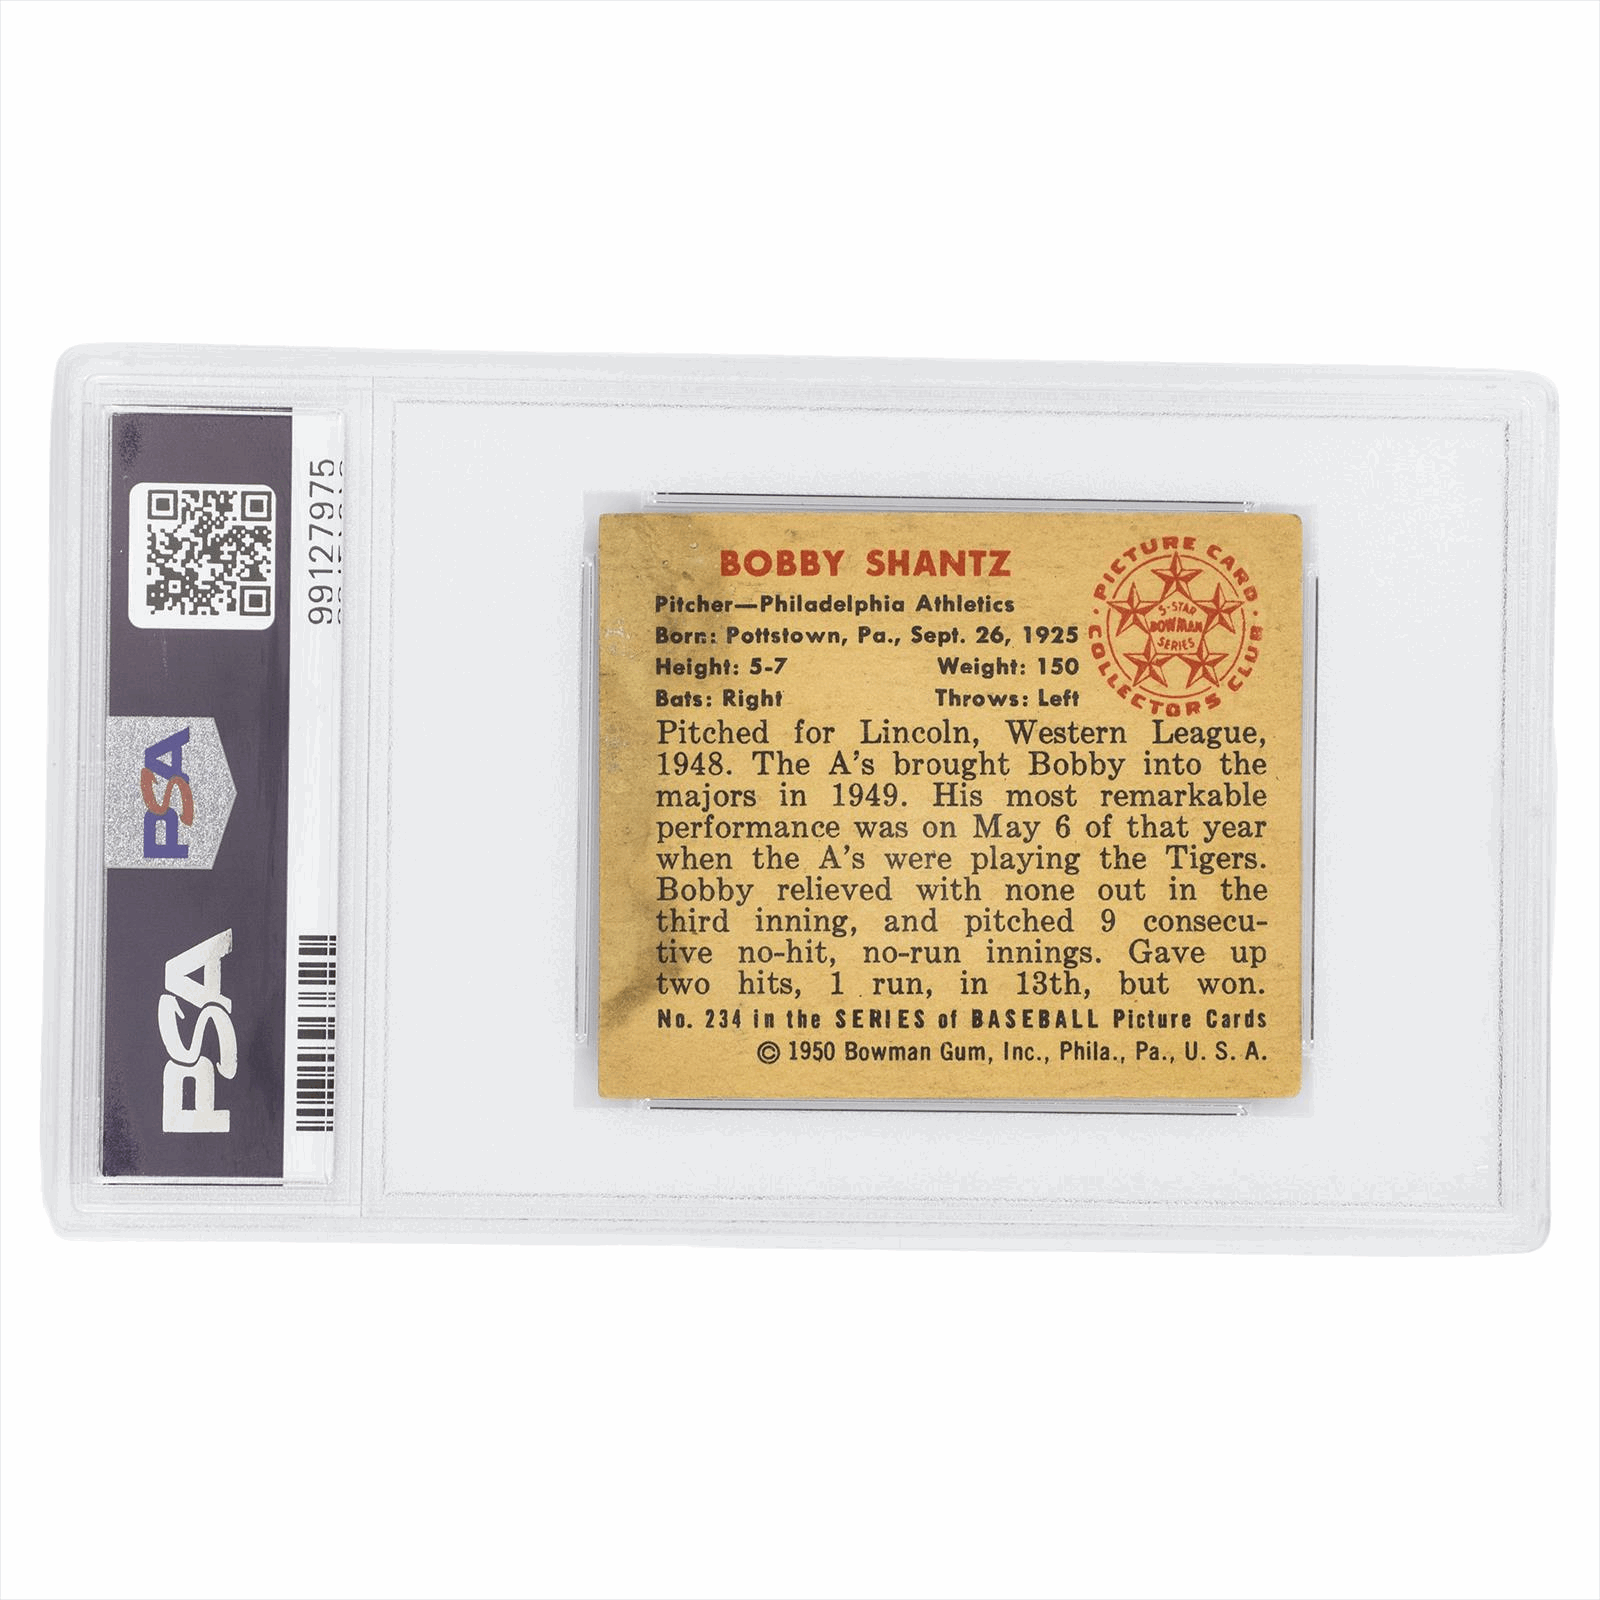 99127975
PSA
PSA
BOBBY SHANTZ
Pitcher—Philadelphia Athletics
Born: Pottstown, Pa., Sept. 26, 1925
Height: 5-7 Weight: 150
Bats: Right Throws: Left
PICTURE CARD
COLLECTORS CLUB
5-STAR
BOWMAN
SERIES
Pitched for Lincoln, Western League,
1948. The A's brought Bobby into the
majors in 1949. His most remarkable
performance was on May 6 of that year
when the A's were playing the Tigers.
Bobby relieved with none out in the
third inning, and pitched 9 consecu-
tive no-hit, no-run innings. Gave up
two hits, 1 run, in 13th, but won.
No. 234 in the SERIES of BASEBALL Picture Cards
© 1950 Bowman Gum, Inc., Phila., Pa., U. S. A.